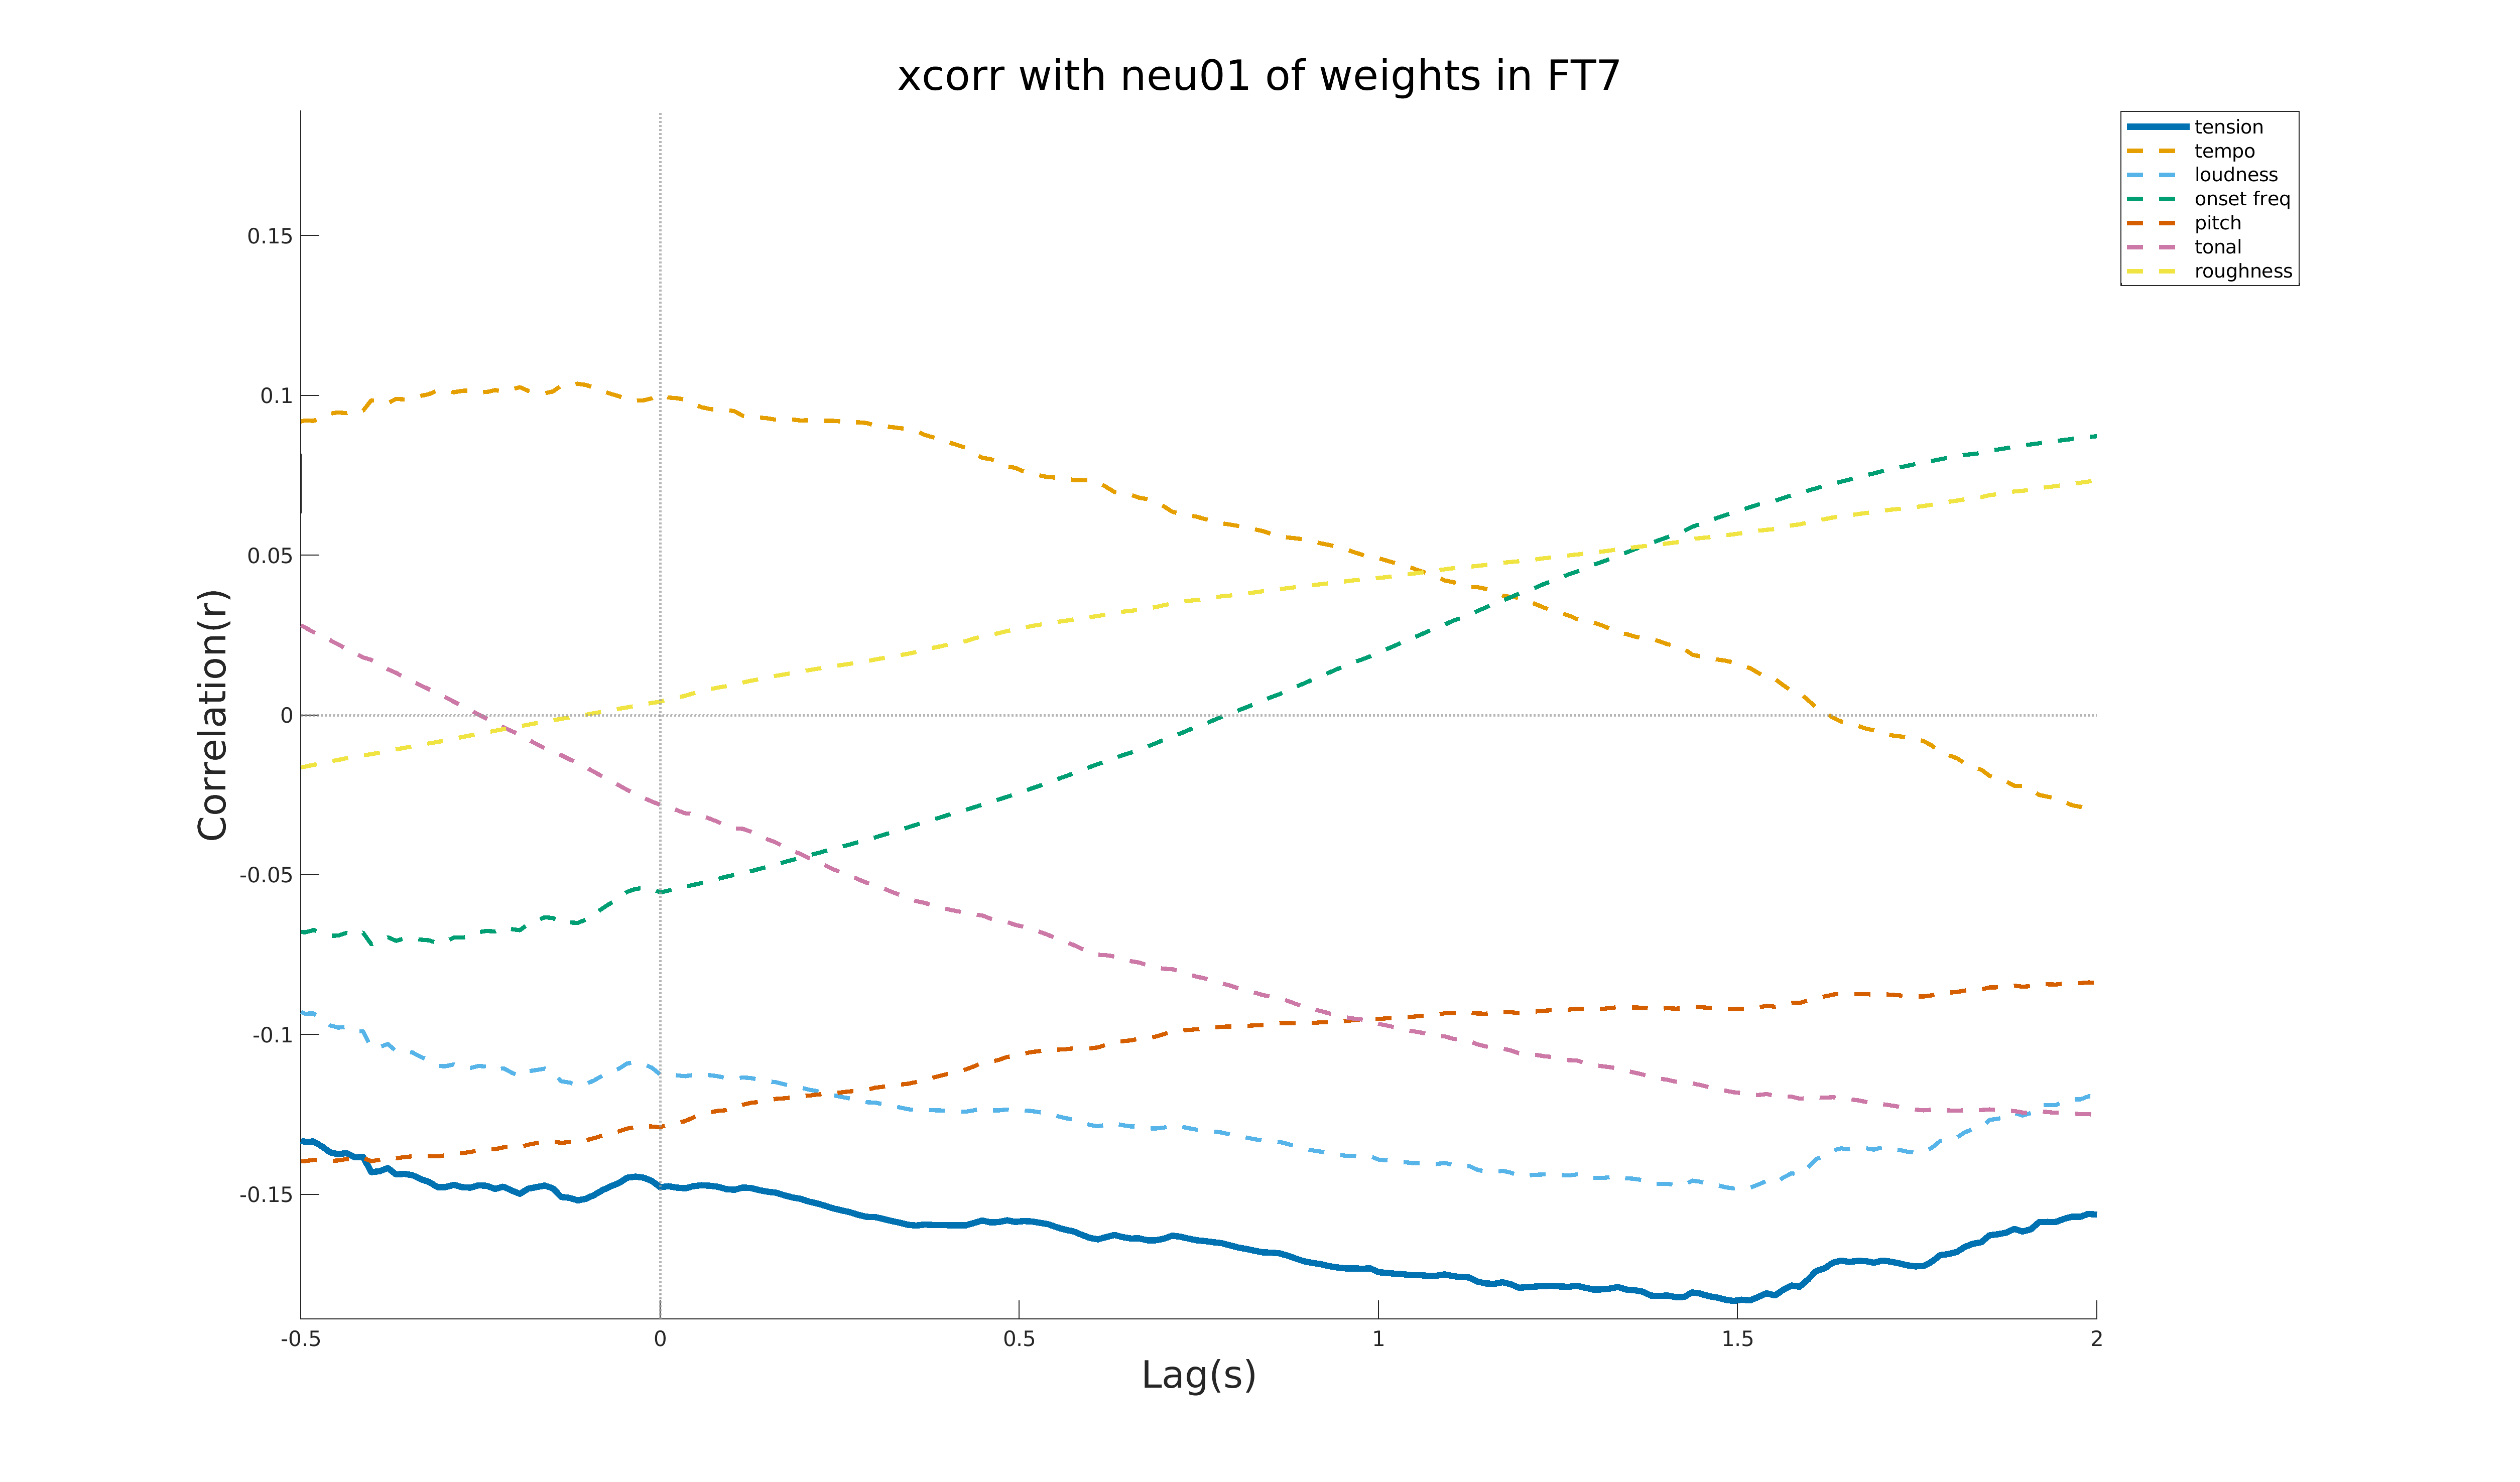 xcorr with neu01 of weights in FT7
tension
tempo
loudness
onset freq
pitch
tonal
roughness
0.15
0.1
0.05
0
-0.05
-0.1
-0.15
Correlation(r)
-0.5
0
0.5
1
1.5
2
Lag(s)